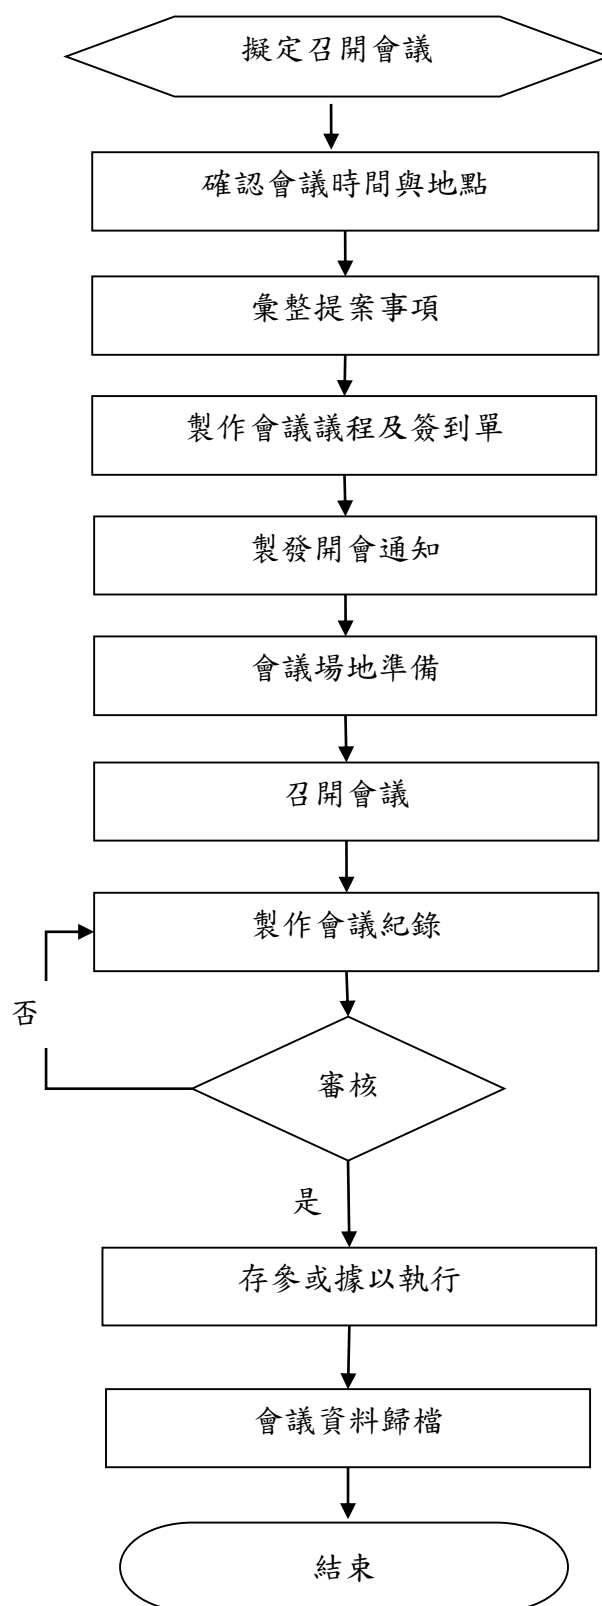 擬定召開會議
確認會議時間與地點
彙整提案事項
製作會議議程及簽到單
製發開會通知
會議場地準備
召開會議
製作會議紀錄
否
審核
是
存參或據以執行
會議資料歸檔
結束